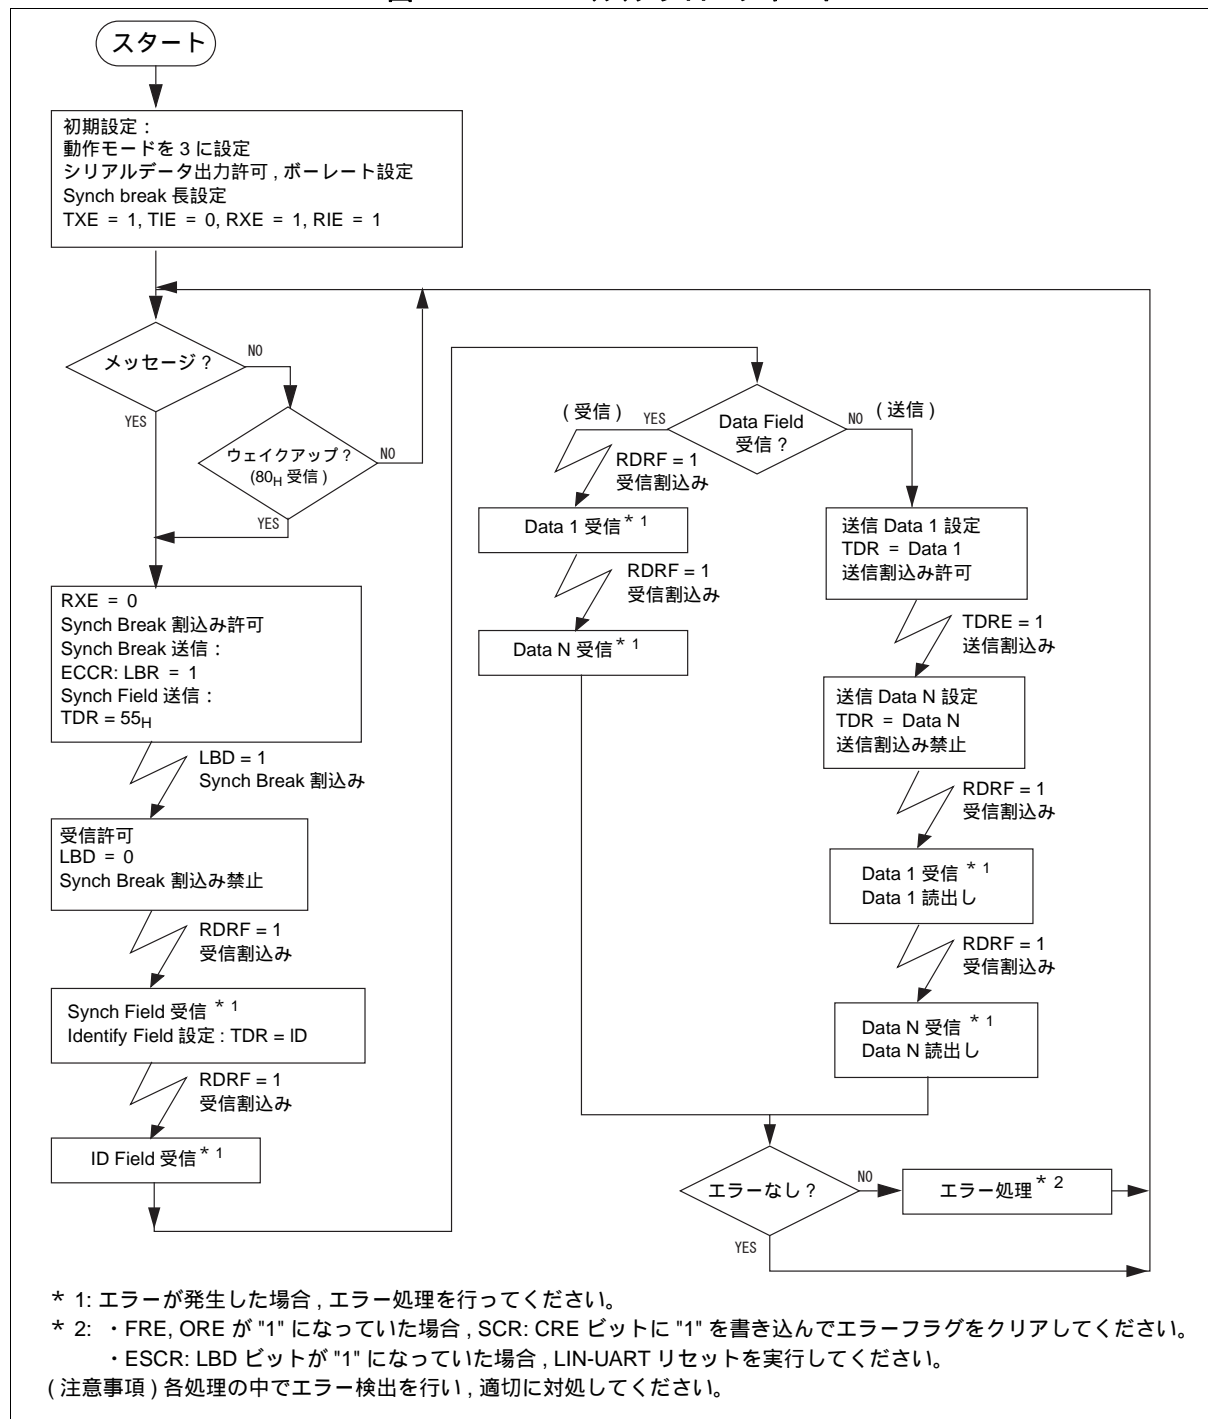 スタート
初期設定 :
動作モードを 3 に設定
シリアルデータ出力許可 , ボーレート設定
Synch break 長設定
TXE = 1, TIE = 0, RXE = 1, RIE = 1
メッセージ ?
NO
YES
ウェイクアップ ?
(80H 受信 )
NO
YES
RXE = 0
Synch Break 割込み許可
Synch Break 送信 :
ECCR: LBR = 1
Synch Field 送信 :
TDR = 55H
LBD = 1
Synch Break 割込み
受信許可
LBD = 0
Synch Break 割込み禁止
RDRF = 1
受信割込み
Synch Field 受信 * 1
Identify Field 設定 : TDR = ID
RDRF = 1
受信割込み
ID Field 受信 * 1
Data Field
受信 ?
( 受信 ) YES
NO ( 送信 )
RDRF = 1
受信割込み
Data 1 受信 * 1
RDRF = 1
受信割込み
Data N 受信 * 1
送信 Data 1 設定
TDR = Data 1
送信割込み許可
TDRE = 1
送信割込み
送信 Data N 設定
TDR = Data N
送信割込み禁止
RDRF = 1
受信割込み
Data 1 受信 * 1
Data 1 読出し
RDRF = 1
受信割込み
Data N 受信 * 1
Data N 読出し
エラーなし ?
NO
エラー処理 * 2
YES
* 1: エラーが発生した場合 , エラー処理を行ってください。
* 2: ・FRE, ORE が "1" になっていた場合 , SCR: CRE ビットに "1" を書き込んでエラーフラグをクリアしてください。
・ESCR: LBD ビットが "1" になっていた場合 , LIN-UART リセットを実行してください。
( 注意事項 ) 各処理の中でエラー検出を行い , 適切に対処してください。